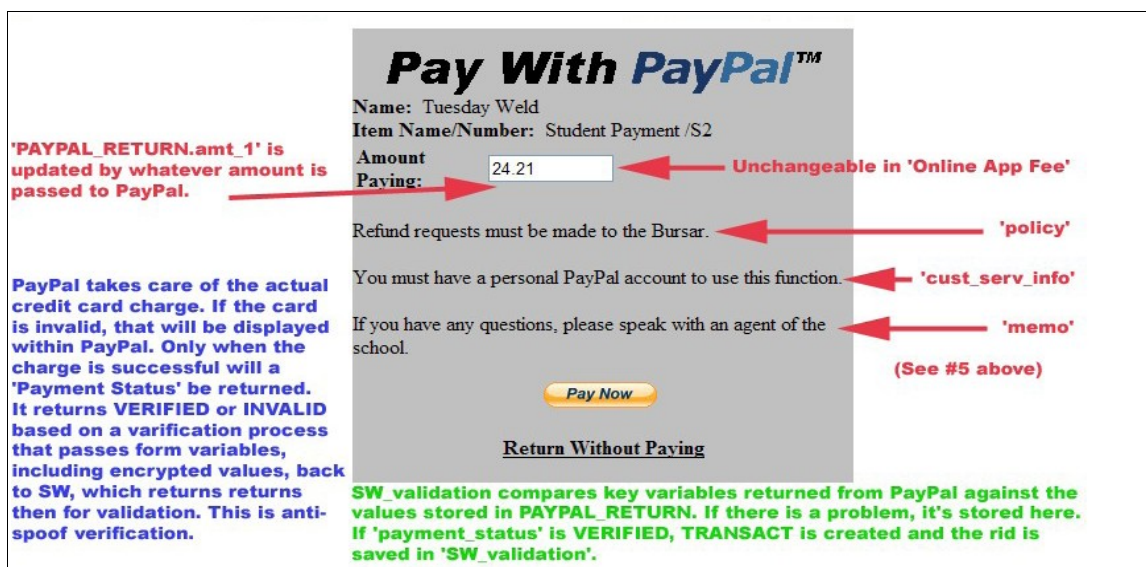 Pay With PayPal™
Name: Tuesday Weld
Item Name/Number: Student Payment /S2
'PAYPAL_RETURN.amt_1' is
updated by whatever amount is
passed to PayPal.
Amount
Paying:
24.21
Unchangeable in 'Online App Fee'
Refund requests must be made to the Bursar.
'policy'
You must have a personal PayPal account to use this function.
'cust_serv_info'
If you have any questions, please speak with an agent of the
school.
'memo'
(See #5 above)
Pay Now
Return Without Paying
PayPal takes care of the actual
credit card charge. If the card
is invalid, that will be displayed
within PayPal. Only when the
charge is successful will a
'Payment Status' be returned.
It returns VERIFIED or INVALID
based on a varification process
that passes form variables,
including encrypted values, back
to SW, which returns returns
then for validation. This is anti-
spoof verification.
SW_validation compares key variables returned from PayPal against the
values stored in PAYPAL_RETURN. If there is a problem, it's stored here.
If 'payment_status' is VERIFIED, TRANSACT is created and the rid is
saved in 'SW_validation'.